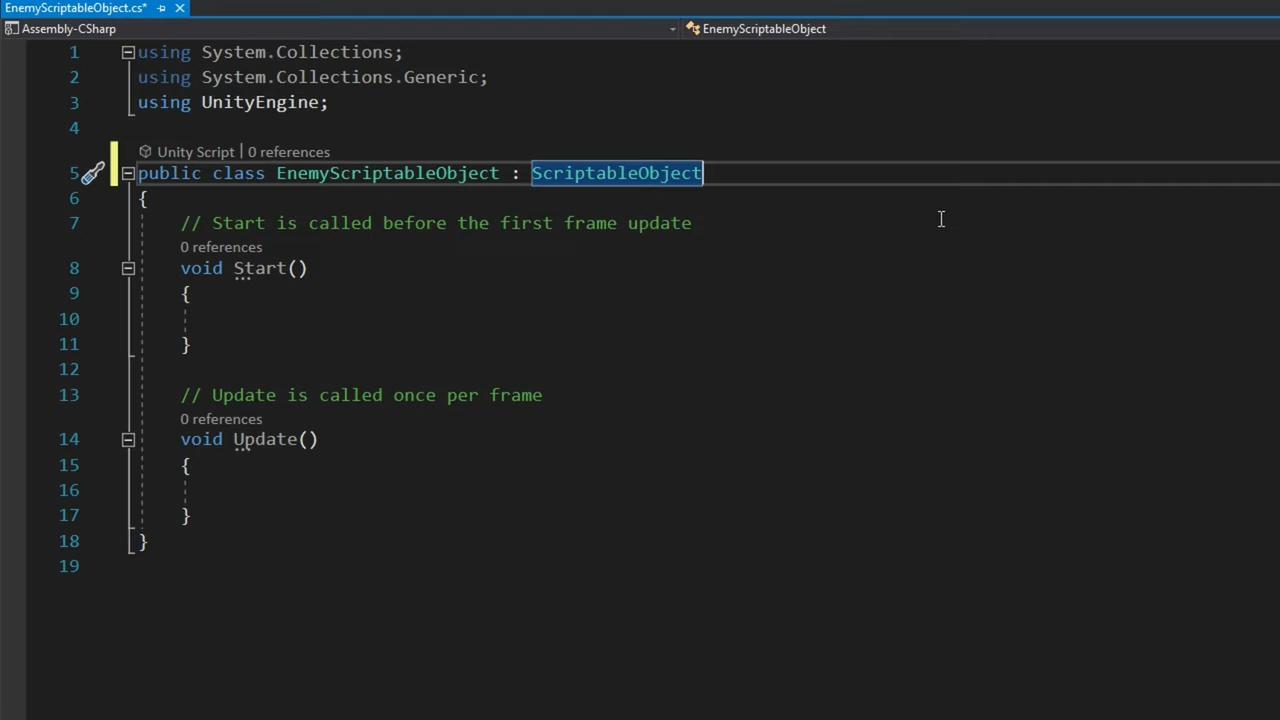 EnemyScriptableObject.cs*
Assembly-CSharp EnemyScriptableObject
1 using System.Collections;
2 using System.Collections.Generic;
3 using UnityEngine;
4
Unity Script | 0 references
5 public class EnemyScriptableObject : ScriptableObject
6 {
7 // Start is called before the first frame update
0 references
8 void Start()
9 {
10
11 }
12
13 // Update is called once per frame
0 references
14 void Update()
15 {
16
17 }
18 }
19